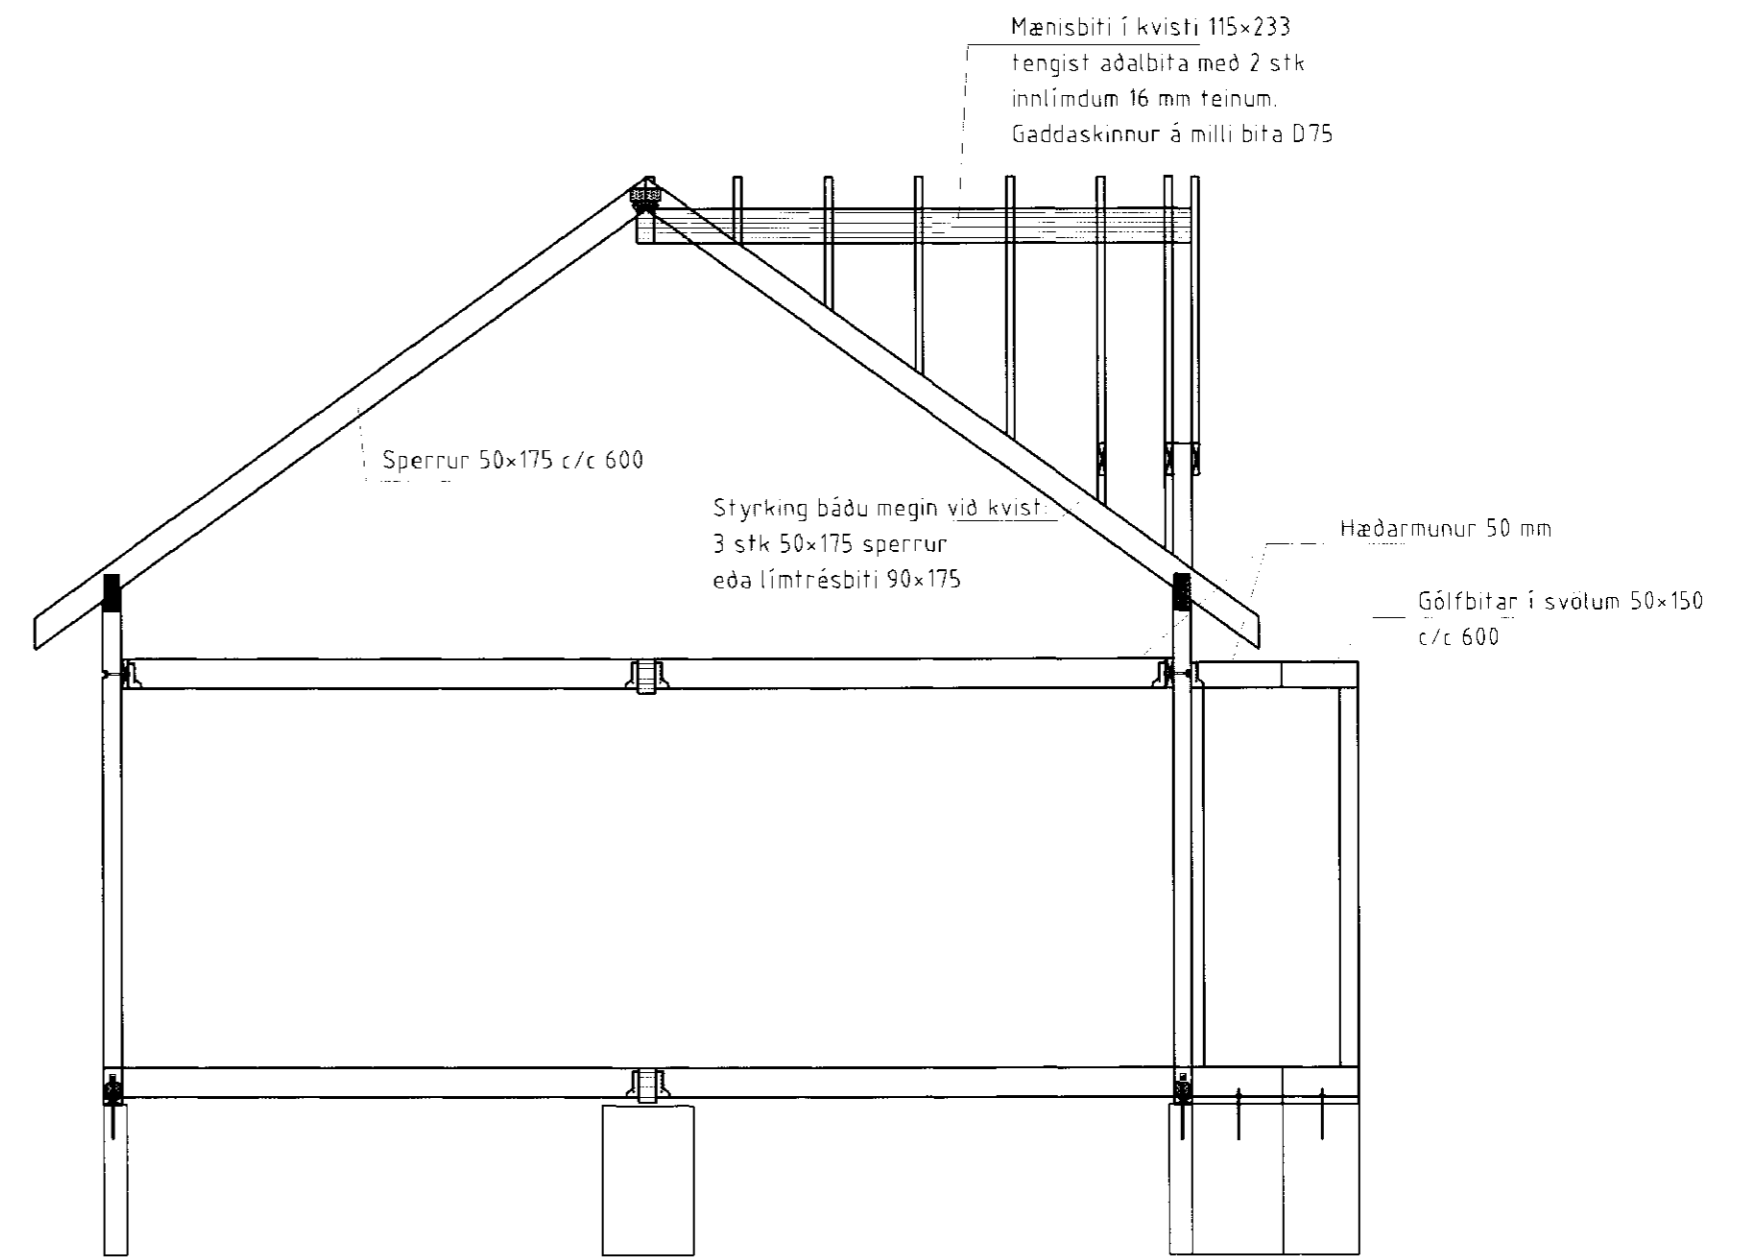 Mænisbiti í kvisti 115×233
tengist aðalbita með 2 stk
innlímdum 16 mm teinum.
Gaddaskinnur á milli bita D75
Sperrur 50×175 c/c 600
Styrking báðu megin við kvist:
3 stk 50×175 sperrur
eða límtrésbiti 90×175
Hæðarmunur 50 mm
Gólfbitar í svölum 50×150
c/c 600